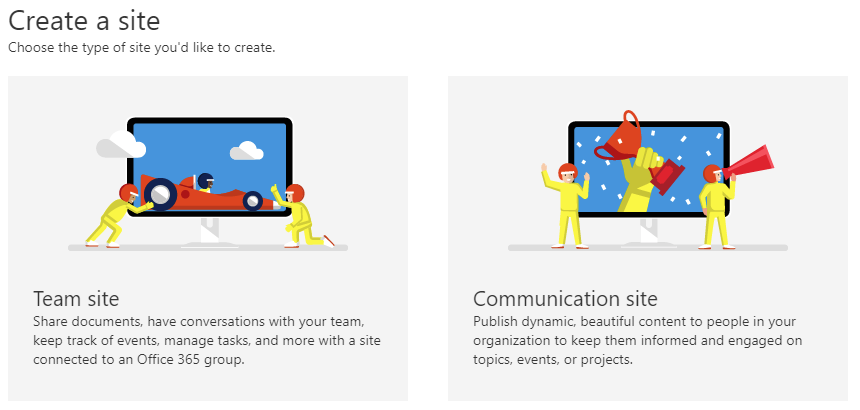 Create a site
Choose the type of site you'd like to create.
Team site
Share documents, have conversations with your team,
keep track of events, manage tasks, and more with a site
connected to an Office 365 group.
Communication site
Publish dynamic, beautiful content to people in your
organization to keep them informed and engaged on
topics, events, or projects.